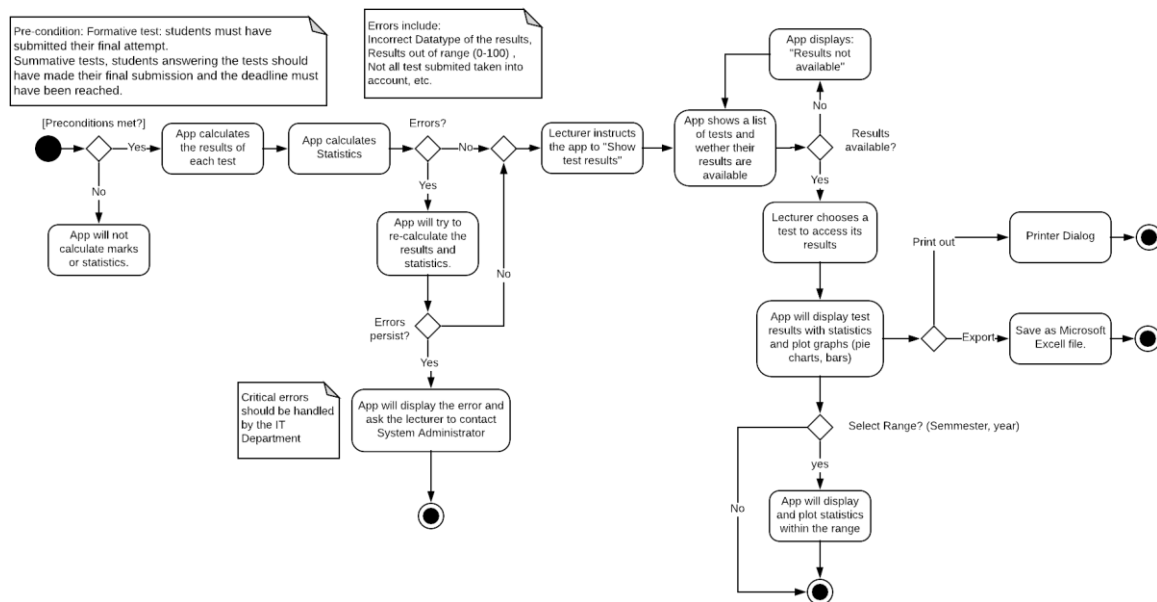 Pre-condition: Formative test: students must have
submitted their final attempt.
Summative tests, students answering the tests should
have made their final submission and the deadline must
have been reached.
Errors include:
Incorrect Datatype of the results,
Results out of range (0-100) ,
Not all test submited taken into
account, etc.
App displays:
"Results not
available"
[Preconditions met?]
Yes
No
App will not
calculate marks
or statistics.
App calculates
the results of
each test
App calculates
Statistics
Errors?
No
Yes
App will try to
re-calculate the
results and
statistics.
Errors
persist?
No
Yes
App will display the error and
ask the lecturer to contact
System Administrator
Critical errors
should be handled
by the IT
Department
Lecturer instructs
the app to "Show
test results"
App shows a list
of tests and
wether their
results are
available
No
Results
available?
Yes
Lecturer chooses a
test to access its
results
App will display test
results with statistics
and plot graphs (pie
charts, bars)
Print out
Printer Dialog
Export
Save as Microsoft
Excell file.
Select Range? (Semmester, year)
yes
No
App will display
and plot statistics
within the range